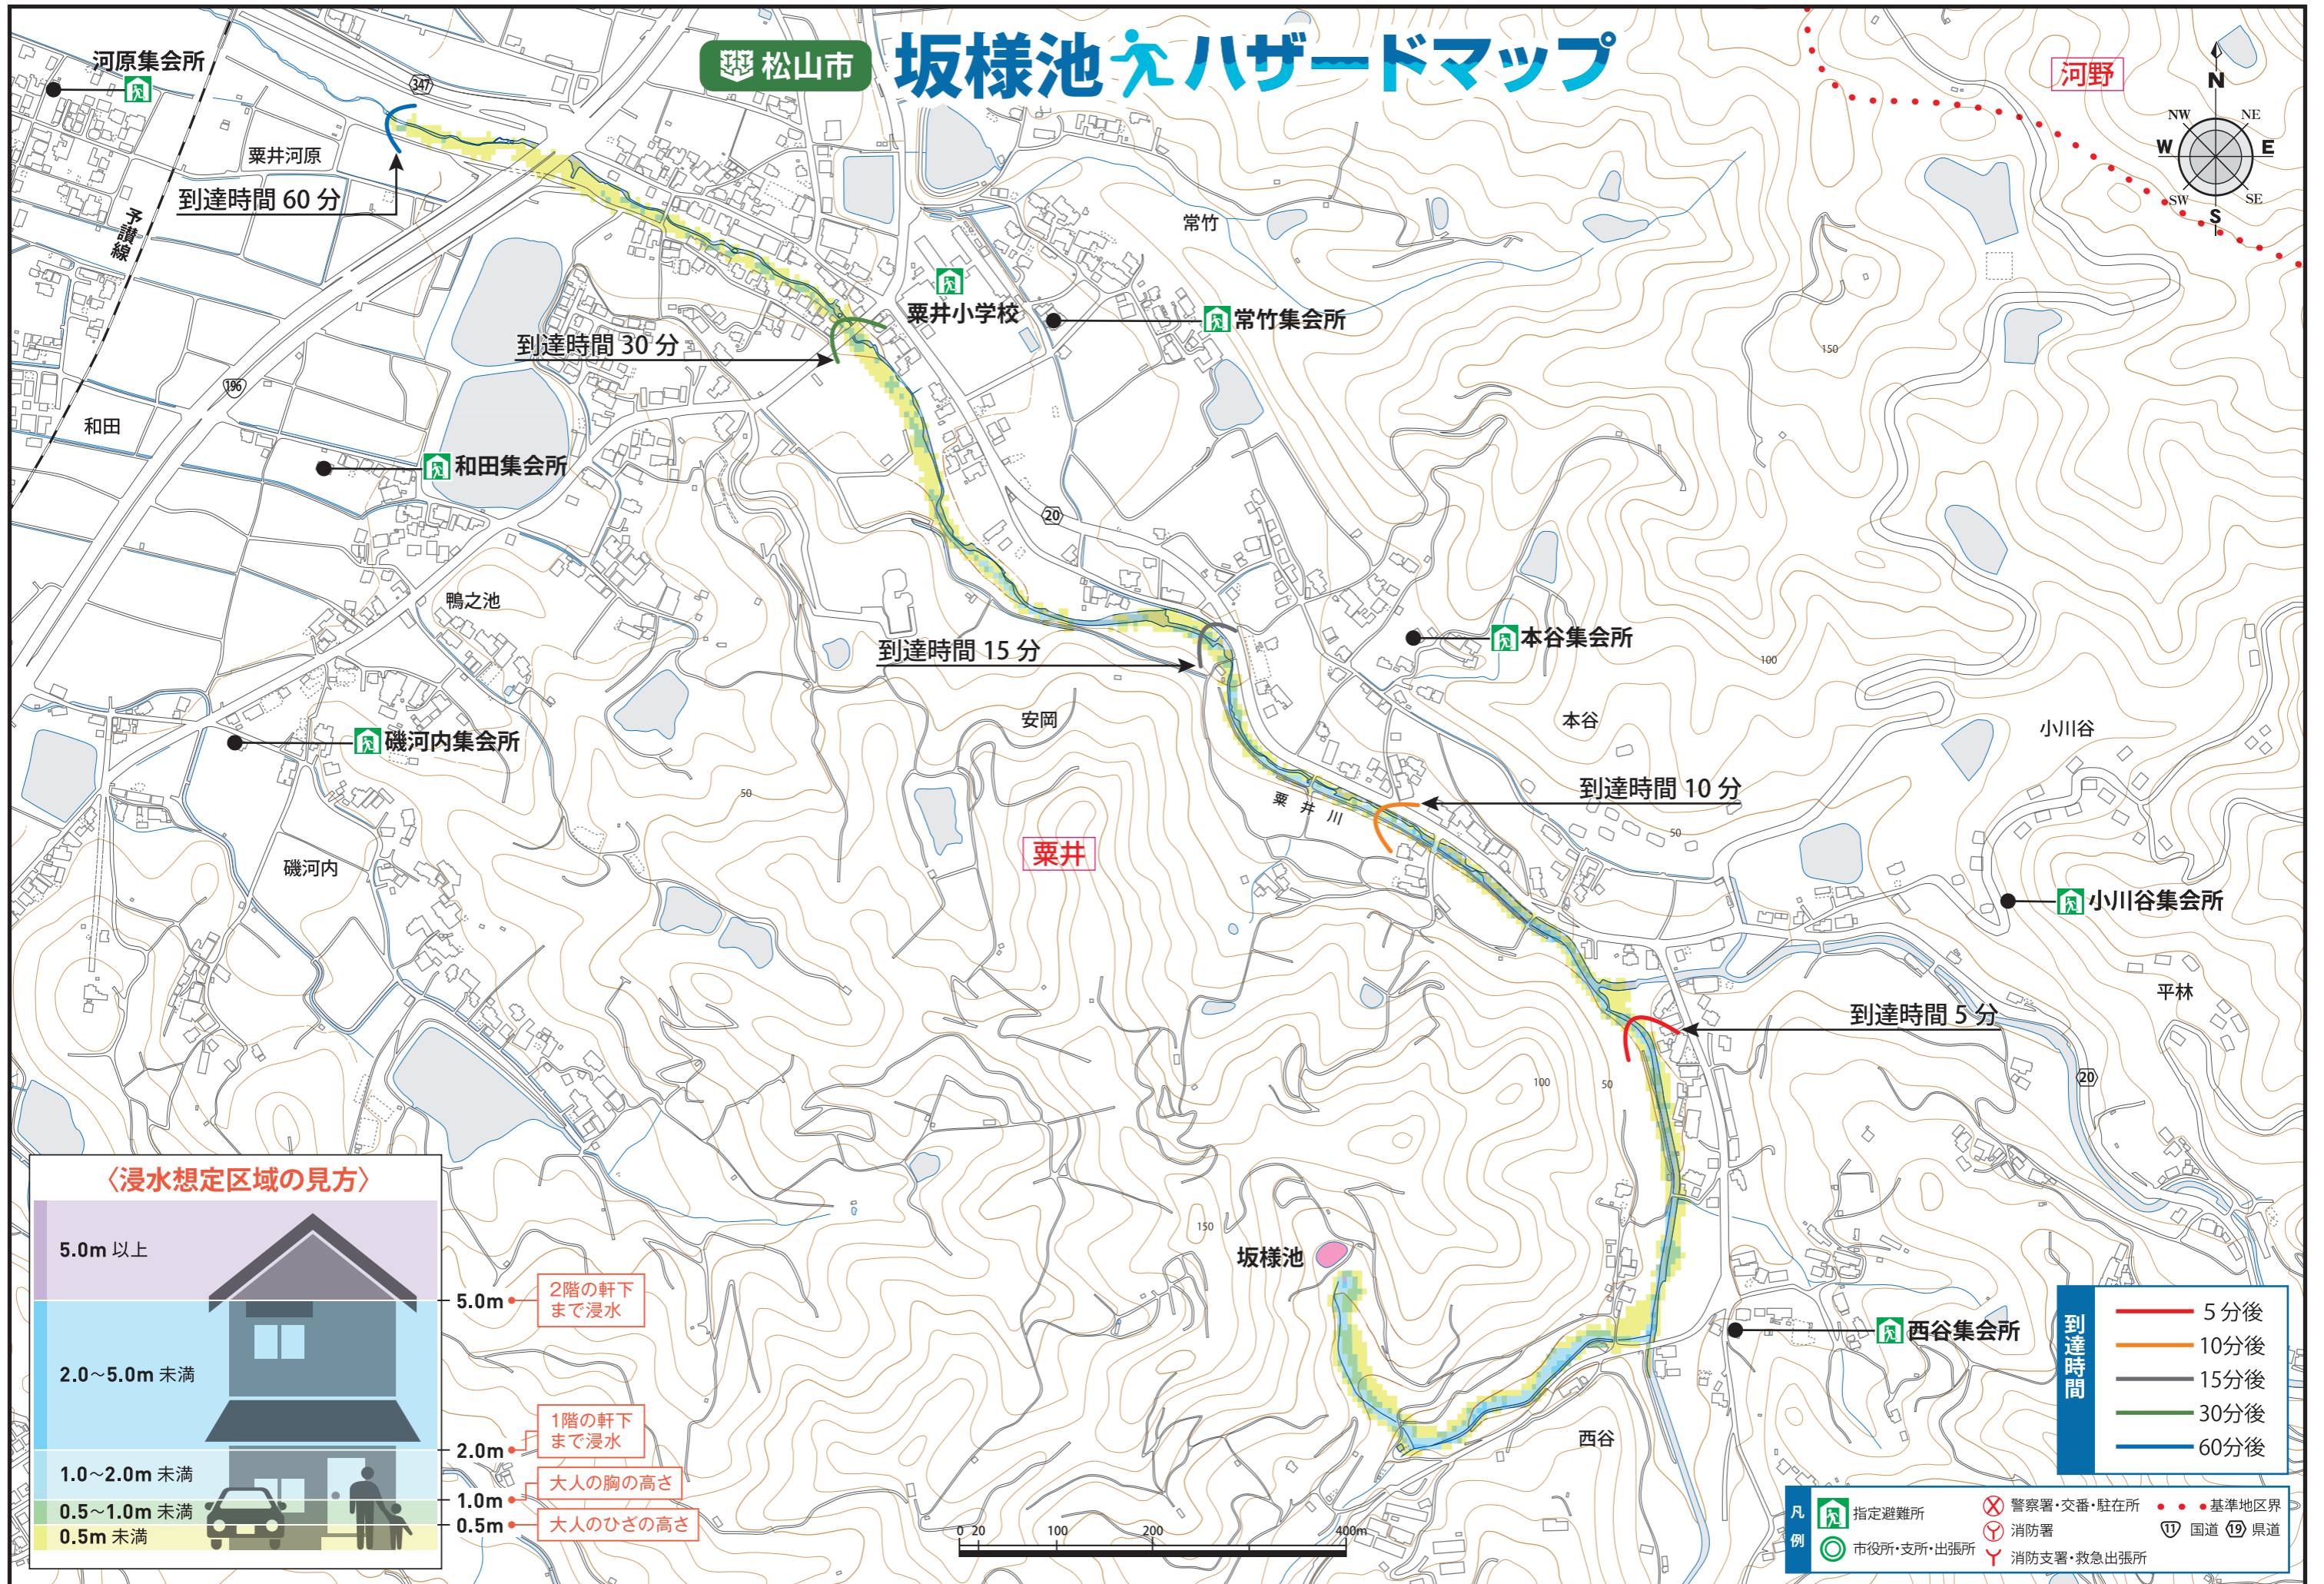 松山市
坂様池ハザードマップ
河野
N
NW
NE
W
E
SW
SE
S
河原集会所
347
粟井河原
到達時間 60 分
予讃線
常竹
粟井小学校
常竹集会所
到達時間 30 分
150
196
和田
和田集会所
20
鴨之池
到達時間 15 分
本谷集会所
100
安岡
本谷
小川谷
磯河内集会所
50
到達時間 10 分
粟井川
50
粟井
磯河内
小川谷集会所
平林
到達時間 5 分
100
50
20
150
坂様池
西谷集会所
西谷
〈浸水想定区域の見方〉
5.0m 以上
5.0m
2階の軒下
まで浸水
2.0~5.0m 未満
2.0m
1階の軒下
まで浸水
1.0~2.0m 未満
1.0m
大人の胸の高さ
0.5~1.0m 未満
0.5m
大人のひざの高さ
0.5m 未満
0 20 100 200 400m
到達時間
5分後
10分後
15分後
30分後
60分後
凡例
指定避難所
市役所・支所・出張所
警察署・交番・駐在所
消防署
消防支署・救急出張所
基準地区界
11 国道 19 県道